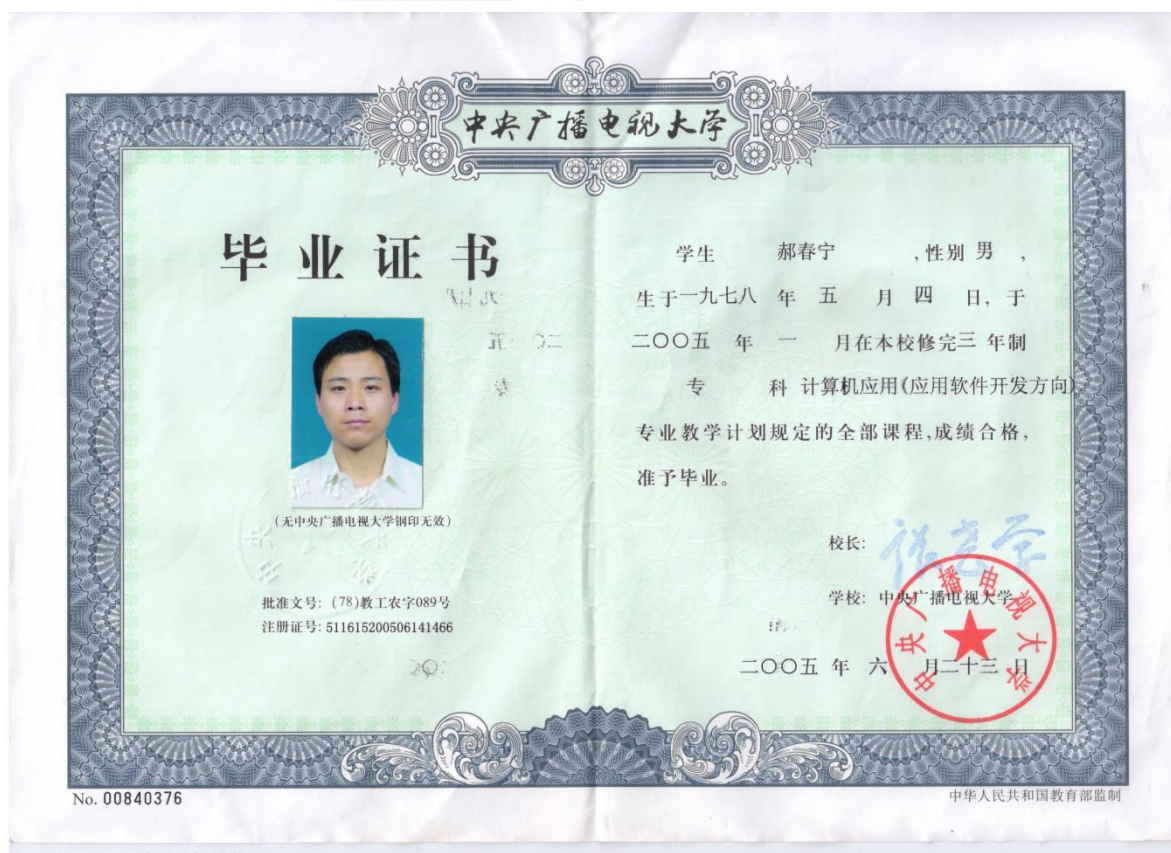 中央广播电视大学
毕业证书
(无中央广播电视大学钢印无效)
批准文号: (78)教工农字089号
注册证号: 511615200506141466
No. 00840376
学生 郝春宁 ,性别 男 ,
生于一九七八 年 五 月 四 日, 于
二〇〇五 年 一 月在本校修完三 年制
专 科 计算机应用(应用软件开发方向)
专业教学计划规定的全部课程,成绩合格,
准予毕业。
校长:
学校: 中央广播电视大学
二〇〇五 年 六 月二十三 日
中央广播电视大学
中华人民共和国教育部监制